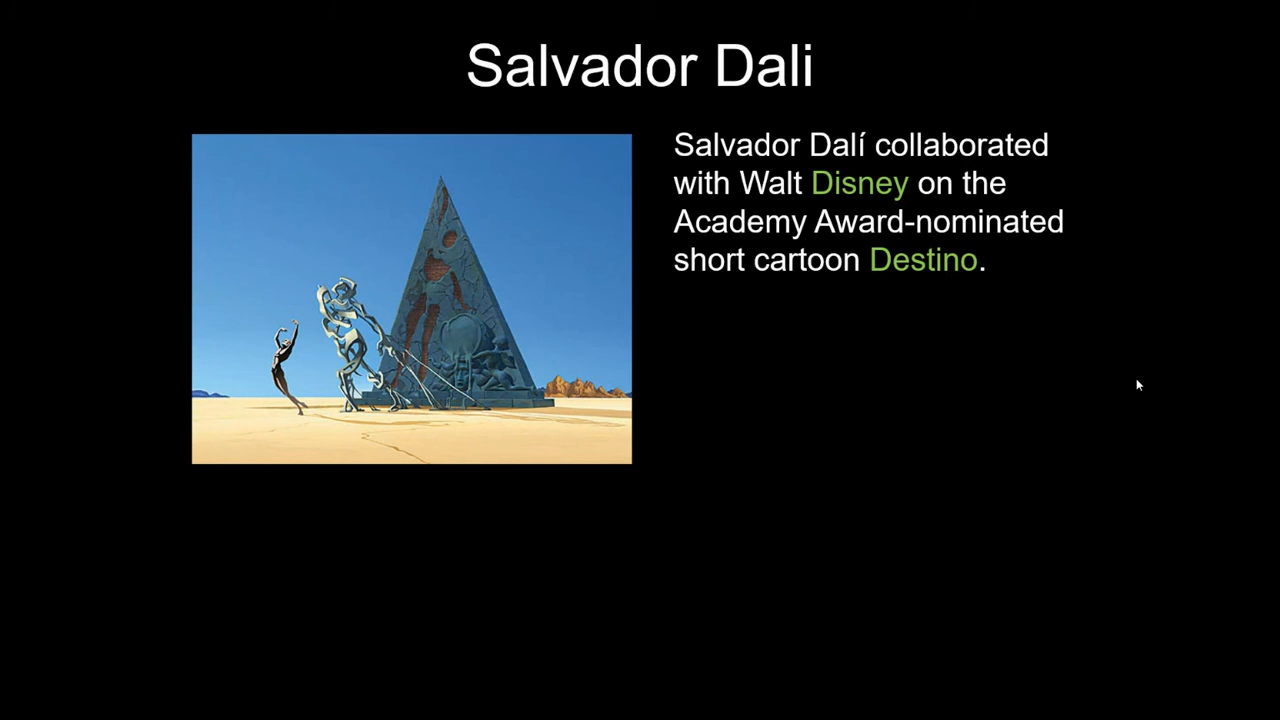 Salvador Dali
Salvador Dalí collaborated
with Walt Disney on the
Academy Award-nominated
short cartoon Destino.